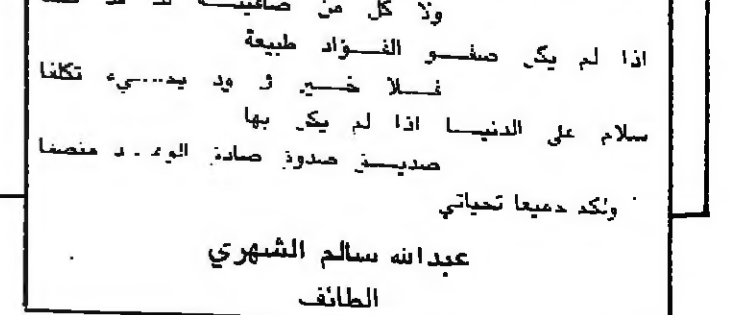 ولا كل من صافيته لك قد صفا
اذا لم يكن صفو الفؤاد طبيعة
فلا خير في ود يجيء تكلفا
سلام على الدنيا اذا لم يكن بها
صديق صدوق صادق الوعد منصفا
ولكم جميعا تحياتي
عبدالله سالم الشهري
الطائف